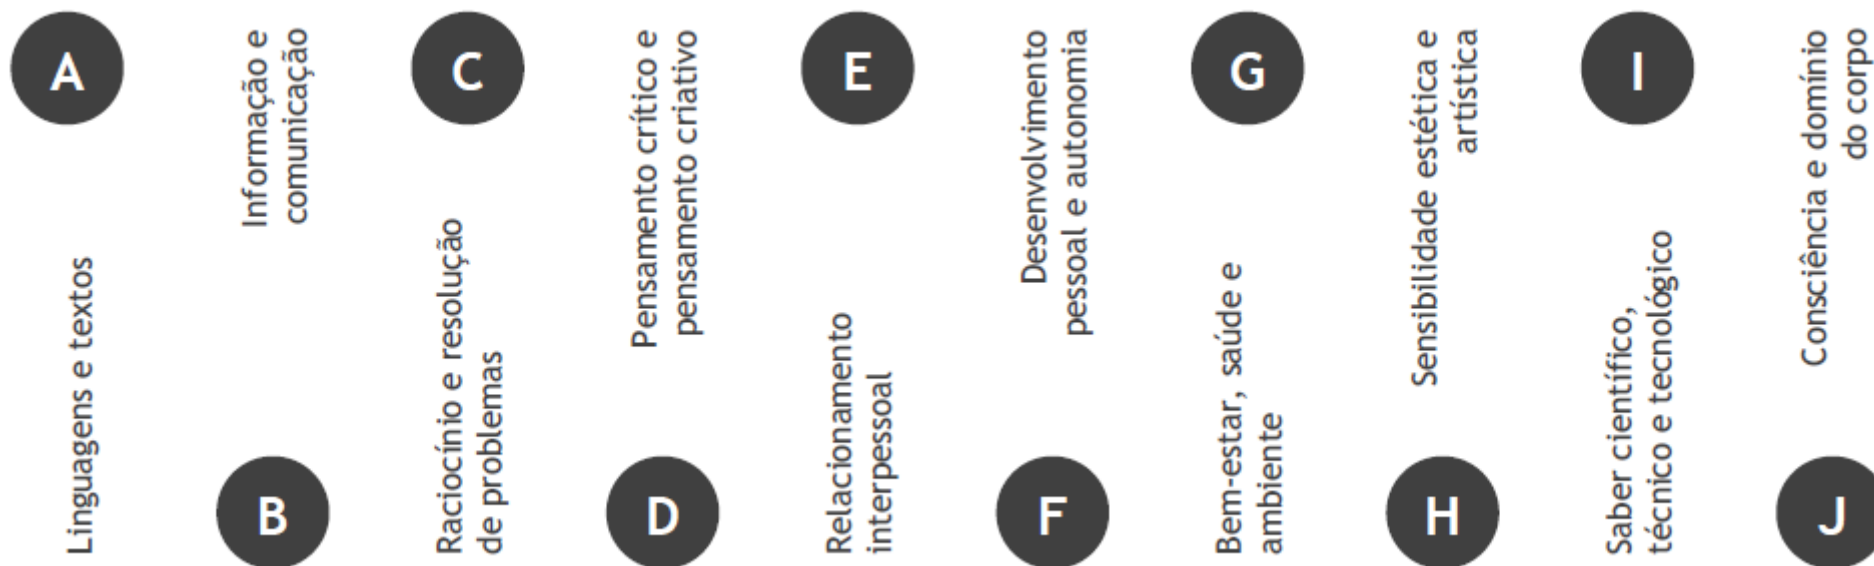 A
Linguagens e textos
B
Informação e
comunicação
C
Raciocínio e resolução
de problemas
D
Pensamento crítico e
pensamento criativo
E
Relacionamento
interpessoal
F
Desenvolvimento
pessoal e autonomia
G
Bem-estar, saúde e
ambiente
H
Sensibilidade estética e
artística
I
Saber científico,
técnico e tecnológico
J
Consciência e domínio
do corpo